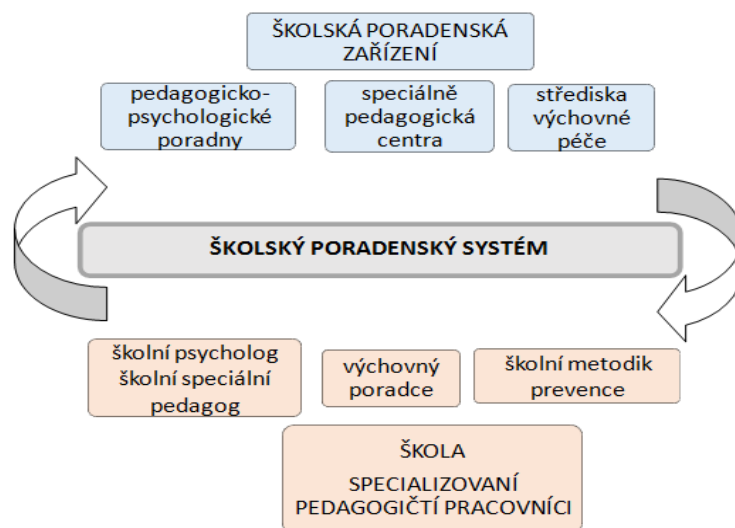 ŠKOLSKÁ PORADENSKÁ
ZAŘÍZENÍ
pedagogicko-
psychologické
poradny
speciálně
pedagogická
centra
střediska
výchovné
péče
ŠKOLSKÝ PORADENSKÝ SYSTÉM
školní psycholog
školní speciální
pedagog
výchovný
poradce
školní metodik
prevence
ŠKOLA
SPECIALIZOVANÍ
PEDAGOGIČTÍ PRACOVNÍCI